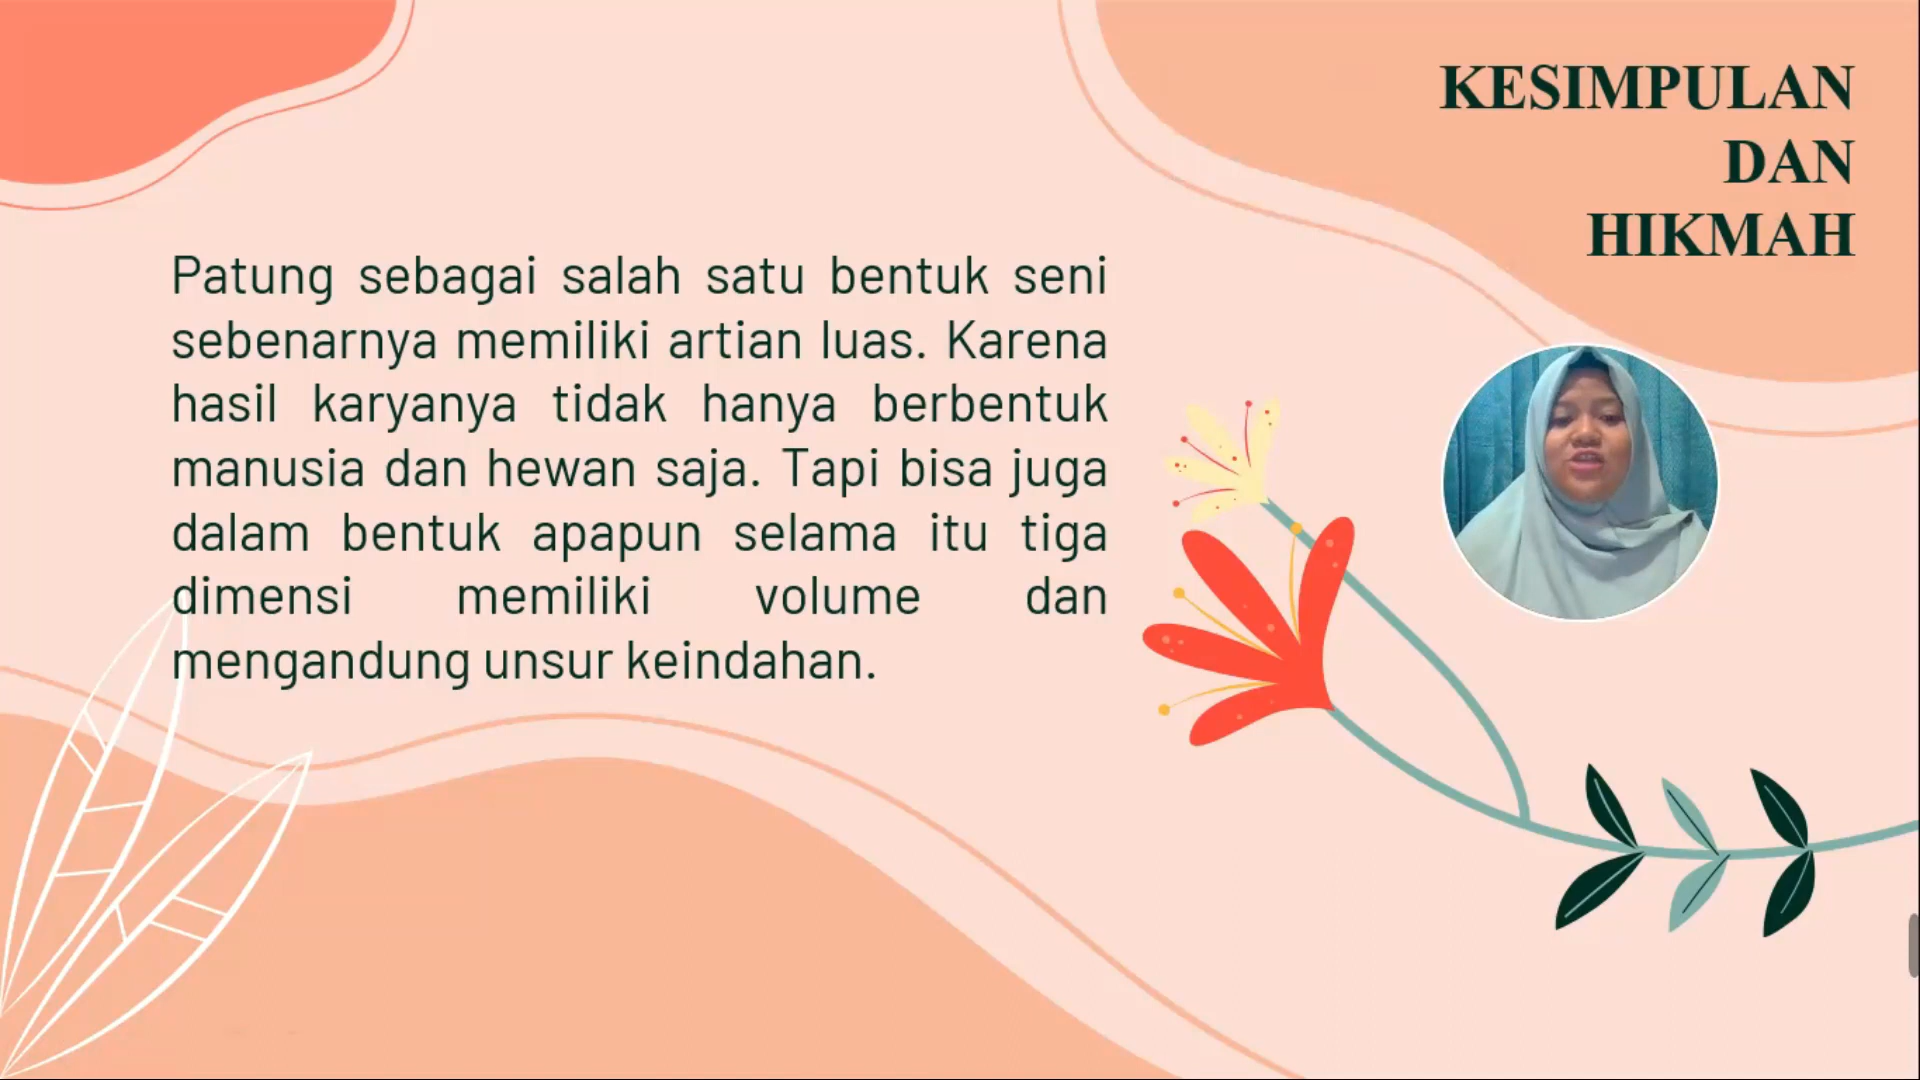 KESIMPULAN
DAN
HIKMAH
Patung sebagai salah satu bentuk seni
sebenarnya memiliki artian luas. Karena
hasil karyanya tidak hanya berbentuk
manusia dan hewan saja. Tapi bisa juga
dalam bentuk apapun selama itu tiga
dimensi memiliki volume dan
mengandung unsur keindahan.